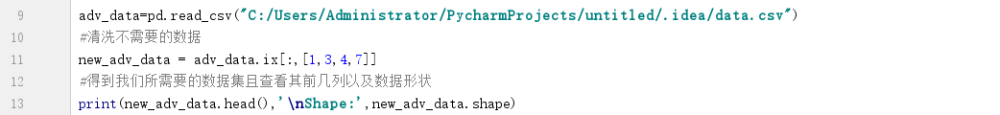 9 adv_data=pd.read_csv("C:/Users/Administrator/PycharmProjects/untitled/.idea/data.csv")
10 #清洗不需要的数据
11 new_adv_data = adv_data.ix[:,[1,3,4,7]]
12 #得到我们所需要的数据集且查看其前几列以及数据形状
13 print(new_adv_data.head(),'\nShape:',new_adv_data.shape)